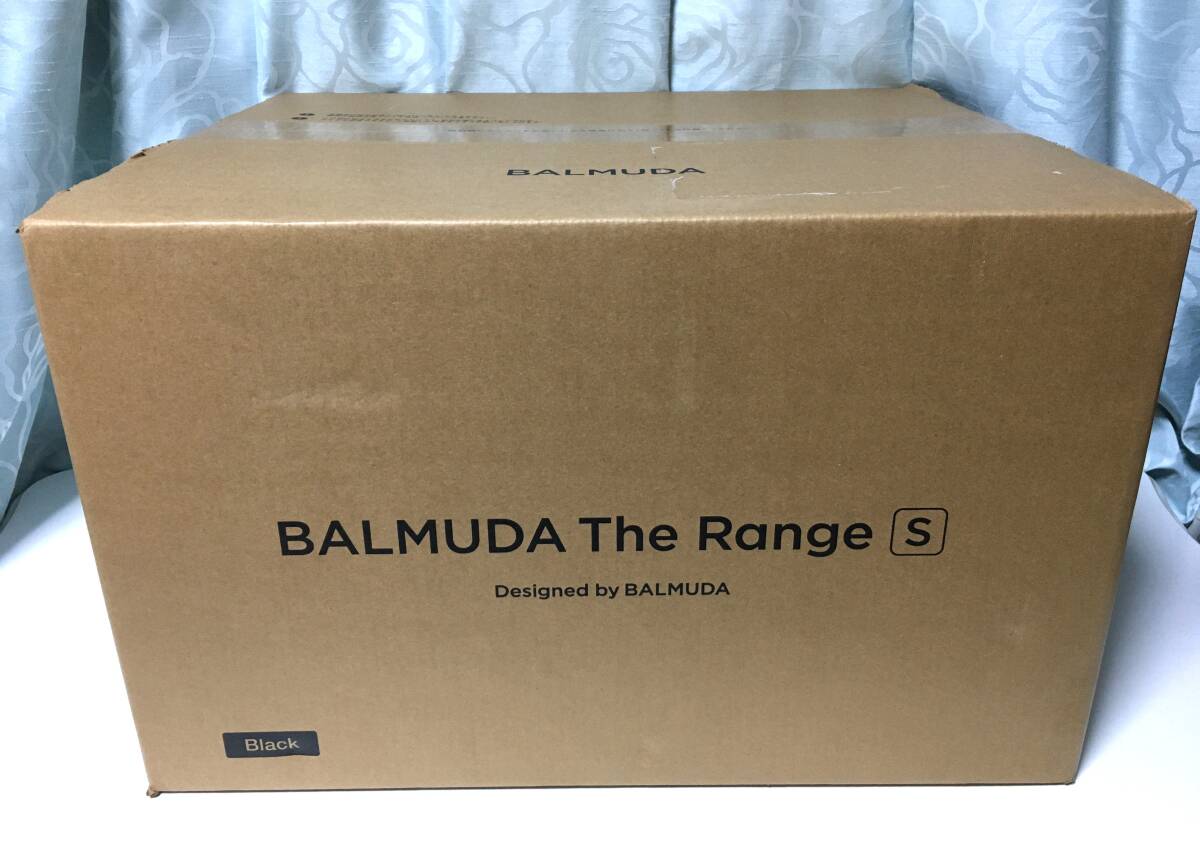 BALMUDA
BALMUDA The Range S
Designed by BALMUDA
Black